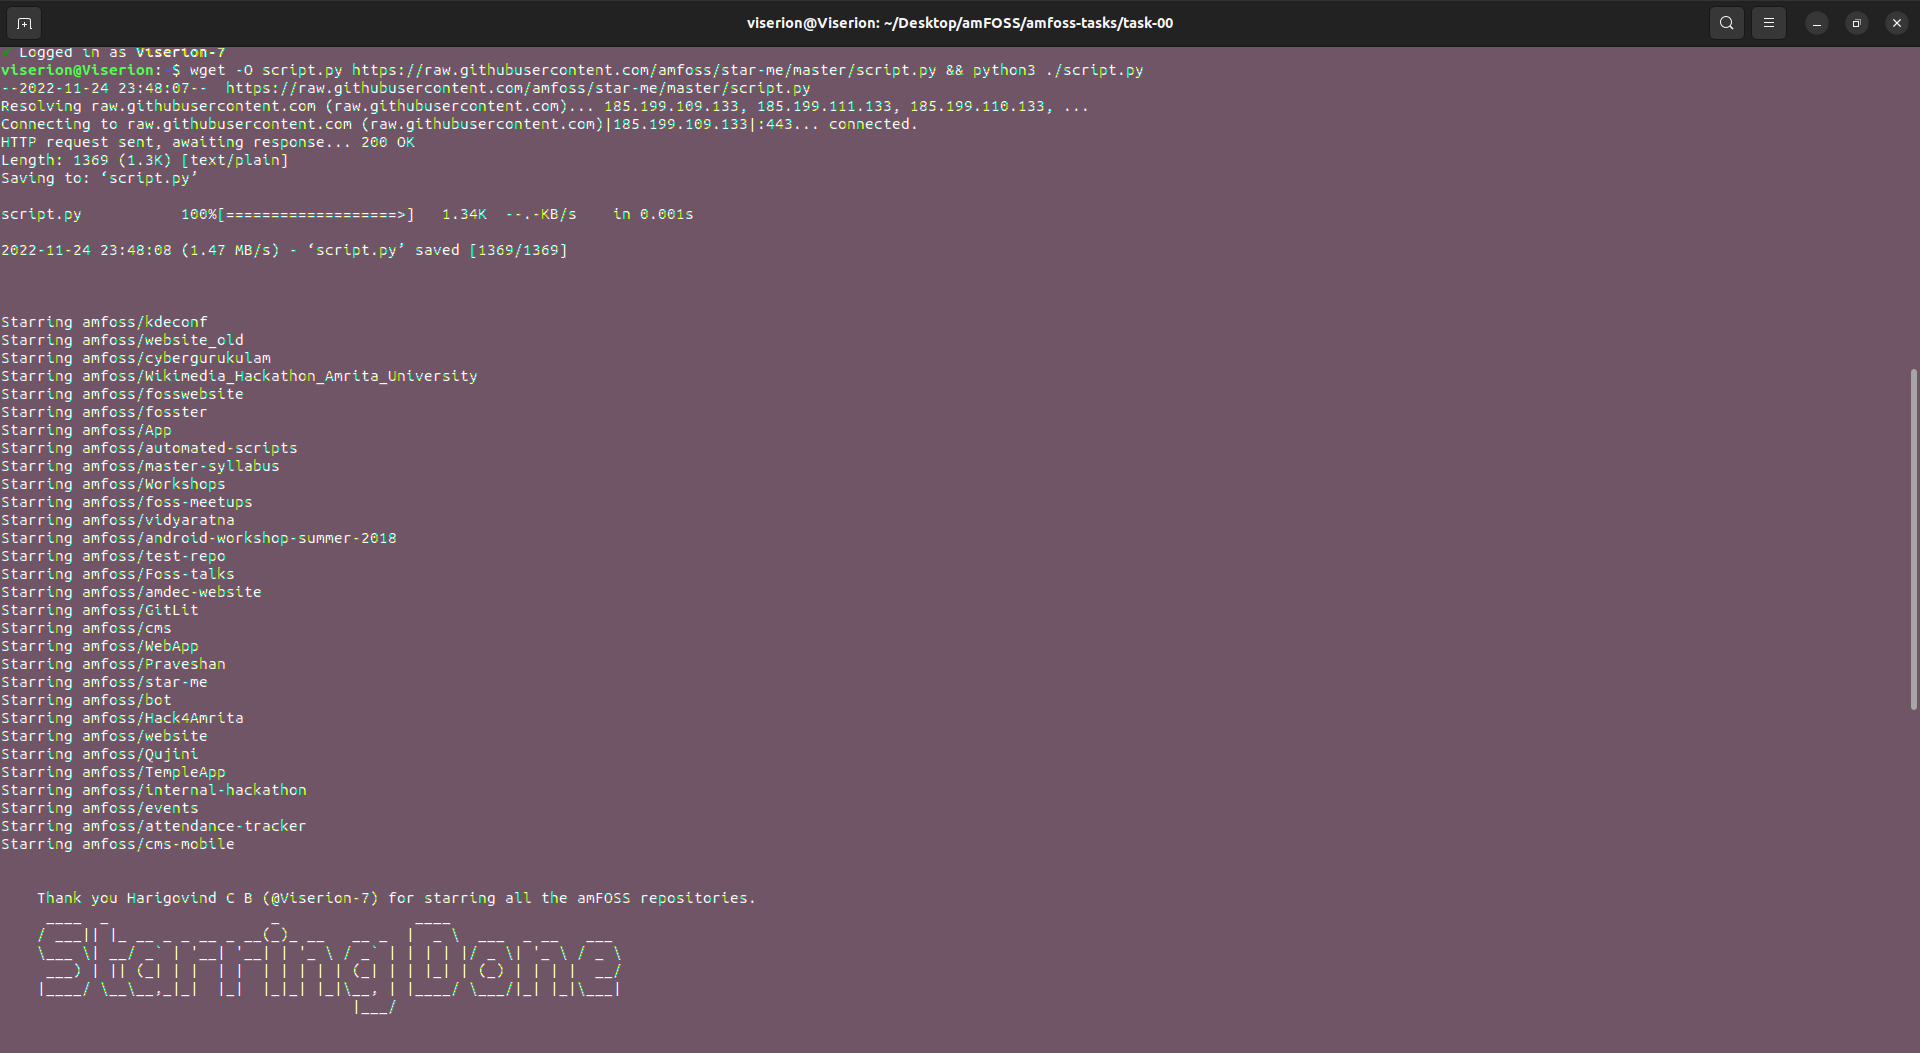 viserion@Viserion: ~/Desktop/amFOSS/amfoss-tasks/task-00
✓ Logged in as Viserion-7
viserion@Viserion:~$ wget -O script.py https://raw.githubusercontent.com/amfoss/star-me/master/script.py && python3 ./script.py
--2022-11-24 23:48:07--  https://raw.githubusercontent.com/amfoss/star-me/master/script.py
Resolving raw.githubusercontent.com (raw.githubusercontent.com)... 185.199.109.133, 185.199.111.133, 185.199.110.133, ...
Connecting to raw.githubusercontent.com (raw.githubusercontent.com)|185.199.109.133|:443... connected.
HTTP request sent, awaiting response... 200 OK
Length: 1369 (1.3K) [text/plain]
Saving to: ‘script.py’
script.py           100%[===================>]   1.34K  --.-KB/s    in 0.001s
2022-11-24 23:48:08 (1.47 MB/s) - ‘script.py’ saved [1369/1369]
Starring amfoss/kdeconf
Starring amfoss/website_old
Starring amfoss/cybergurukulam
Starring amfoss/Wikimedia_Hackathon_Amrita_University
Starring amfoss/fosswebsite
Starring amfoss/fosster
Starring amfoss/App
Starring amfoss/automated-scripts
Starring amfoss/master-syllabus
Starring amfoss/Workshops
Starring amfoss/foss-meetups
Starring amfoss/vidyaratna
Starring amfoss/android-workshop-summer-2018
Starring amfoss/test-repo
Starring amfoss/Foss-talks
Starring amfoss/amdec-website
Starring amfoss/GitLit
Starring amfoss/cms
Starring amfoss/WebApp
Starring amfoss/Praveshan
Starring amfoss/star-me
Starring amfoss/bot
Starring amfoss/Hack4Amrita
Starring amfoss/website
Starring amfoss/Qujini
Starring amfoss/TempleApp
Starring amfoss/internal-hackathon
Starring amfoss/events
Starring amfoss/attendance-tracker
Starring amfoss/cms-mobile
Thank you Harigovind C B (@Viserion-7) for starring all the amFOSS repositories.
Starring Done